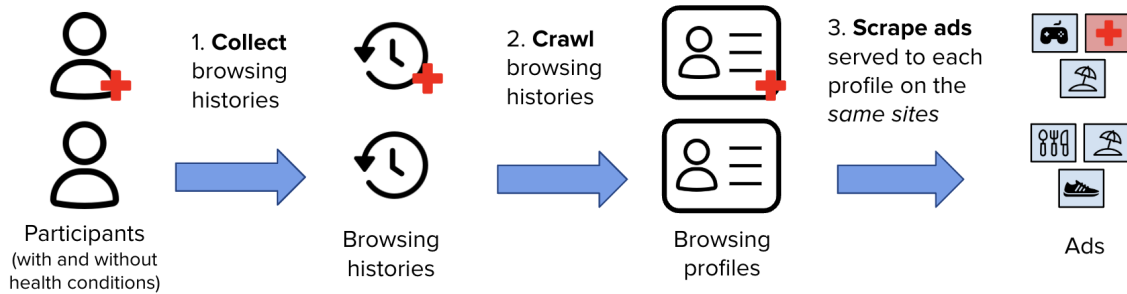 1. Collect
browsing
histories
2. Crawl
browsing
histories
3. Scrape ads
served to each
profile on the
same sites
Participants
(with and without
health conditions)
Browsing
histories
Browsing
profiles
Ads